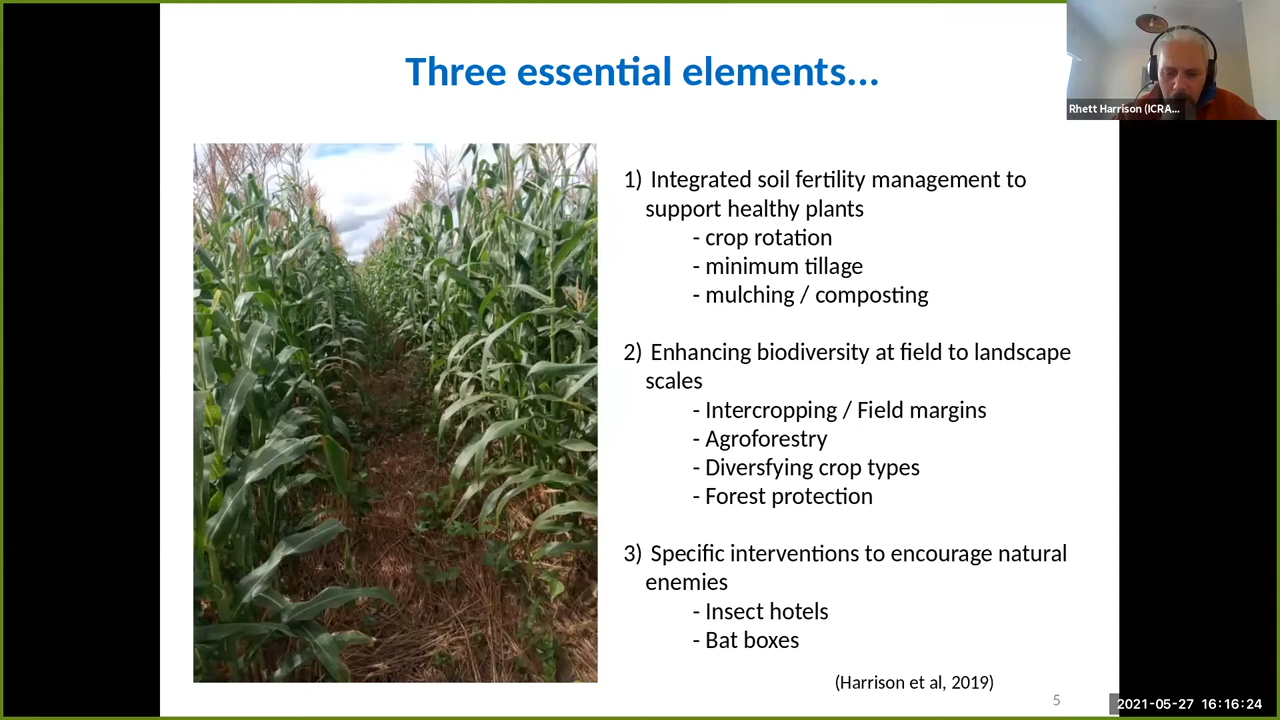 Three essential elements...
Rhett Harrison (ICRA...
1) Integrated soil fertility management to
support healthy plants
- crop rotation
- minimum tillage
- mulching / composting
2) Enhancing biodiversity at field to landscape
scales
- Intercropping / Field margins
- Agroforestry
- Diversfying crop types
- Forest protection
3) Specific interventions to encourage natural
enemies
- Insect hotels
- Bat boxes
(Harrison et al, 2019)
5
2021-05-27 16:16:24